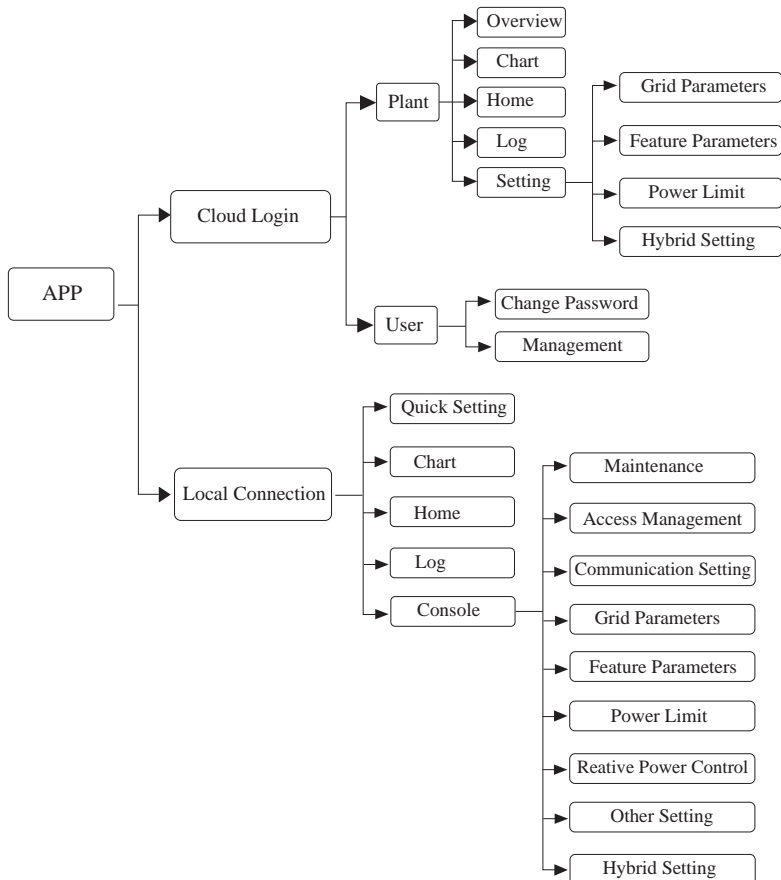 APP
Cloud Login
Plant
Overview
Chart
Home
Log
Setting
Grid Parameters
Feature Parameters
Power Limit
Hybrid Setting
User
Change Password
Management
Local Connection
Quick Setting
Chart
Home
Log
Console
Maintenance
Access Management
Communication Setting
Grid Parameters
Feature Parameters
Power Limit
Reative Power Control
Other Setting
Hybrid Setting